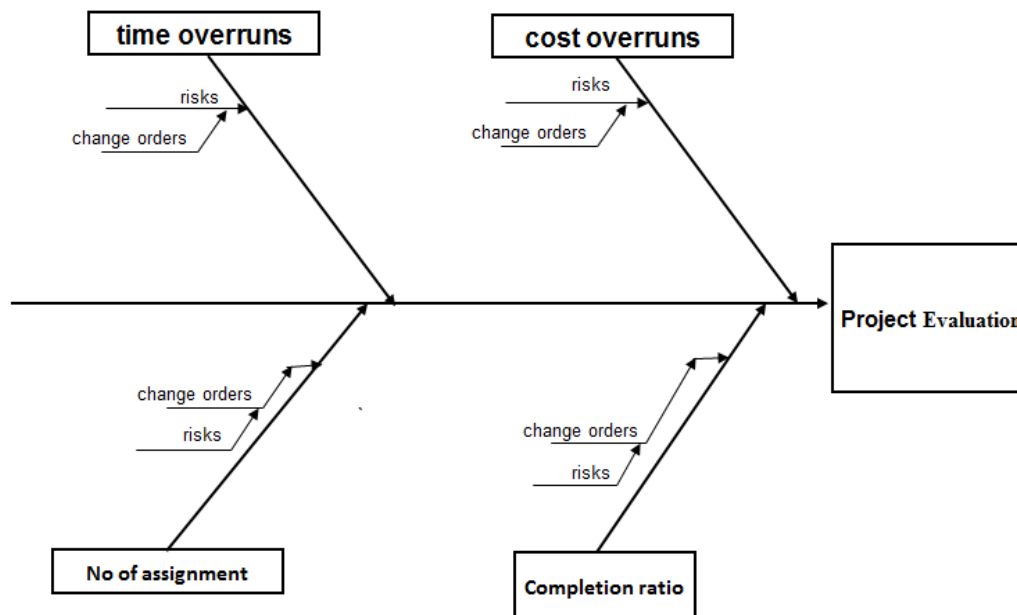 time overruns
cost overruns
risks
change orders
risks
change orders
Project Evaluation
change orders
risks
change orders
risks
No of assignment
Completion ratio